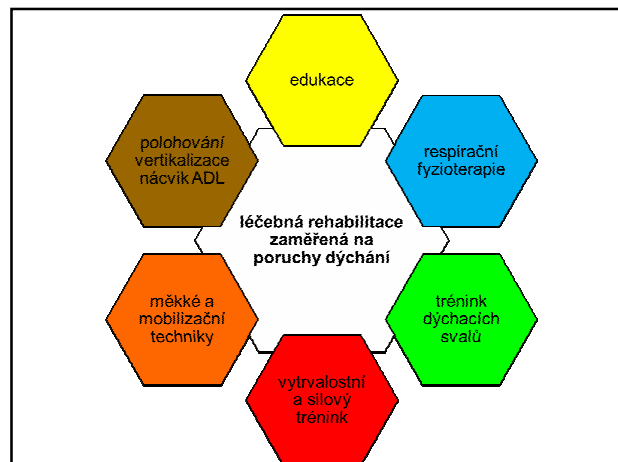 edukace
respirační
fyzioterapie
trénink
dýchacích
svalů
vytrvalostní
a silový
trénink
měkké a
mobilizační
techniky
polohování
vertikalizace
nácvik ADL
léčebná rehabilitace
zaměřená na
poruchy dýchání